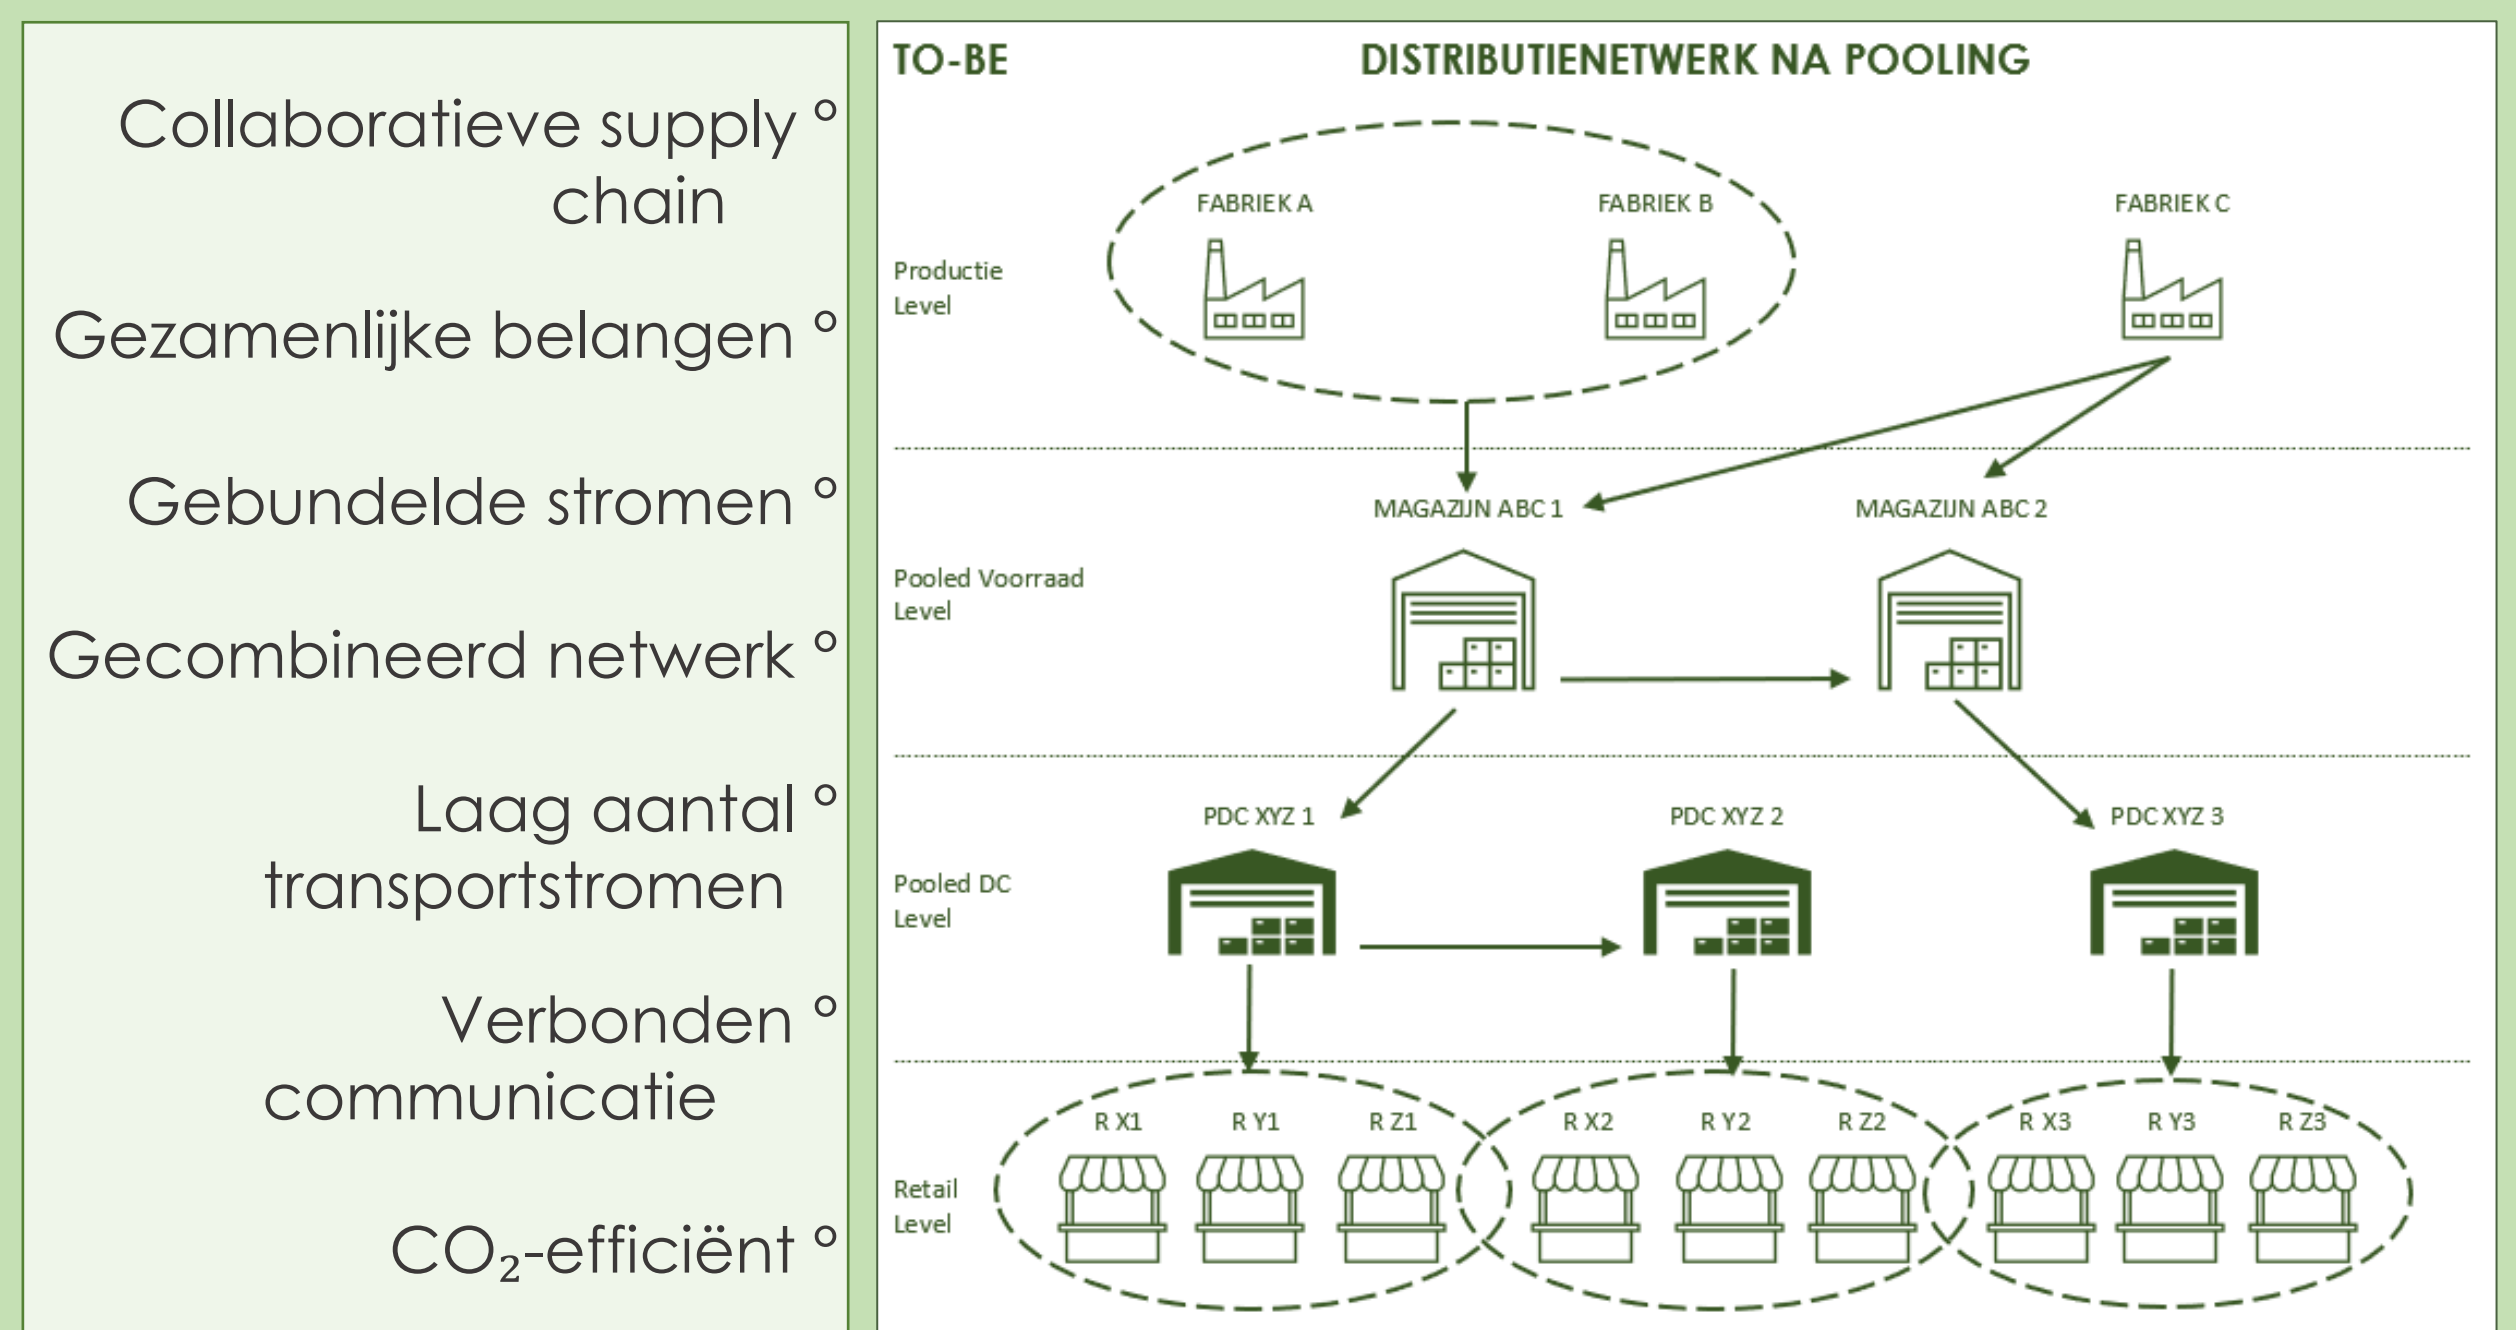 Collaboratieve supply °
chain
Gezamenlijke belangen °
Gebundelde stromen °
Gecombineerd netwerk °
Laag aantal °
transportstromen
Verbonden °
communicatie
CO₂-efficiënt °
TO-BE DISTRIBUTIENETWERK NA POOLING
FABRIEK A FABRIEK B FABRIEK C
Productie
Level
MAGAZIJN ABC 1 MAGAZIJN ABC 2
Pooled Voorraad
Level
PDC XYZ 1 PDC XYZ 2 PDC XYZ 3
Pooled DC
Level
R X1 R Y1 R Z1 R X2 R Y2 R Z2 R X3 R Y3 R Z3
Retail
Level